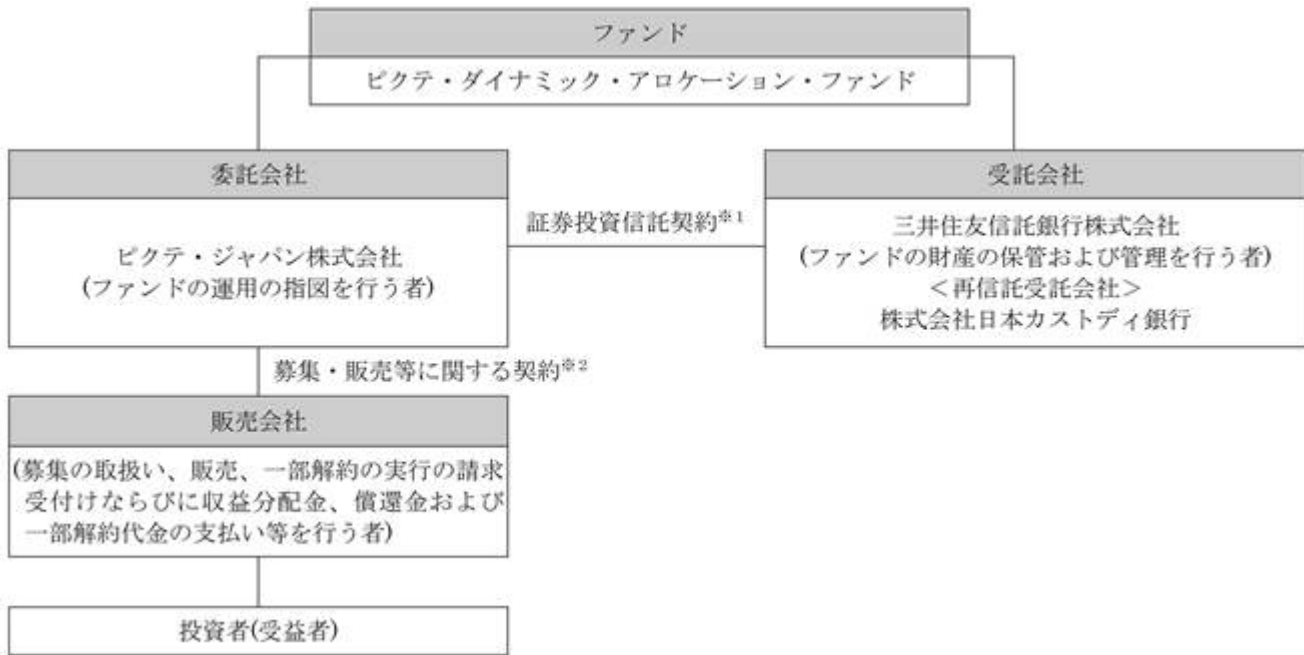 ファンド
ピクテ・ダイナミック・アロケーション・ファンド
委託会社
ピクテ・ジャパン株式会社
(ファンドの運用の指図を行う者)
証券投資信託契約※1
受託会社
三井住友信託銀行株式会社
(ファンドの財産の保管および管理を行う者)
<再信託受託会社>
株式会社日本カストディ銀行
募集・販売等に関する契約※2
販売会社
(募集の取扱い、販売、一部解約の実行の請求
受付けならびに収益分配金、償還金および
一部解約代金の支払い等を行う者)
投資者(受益者)